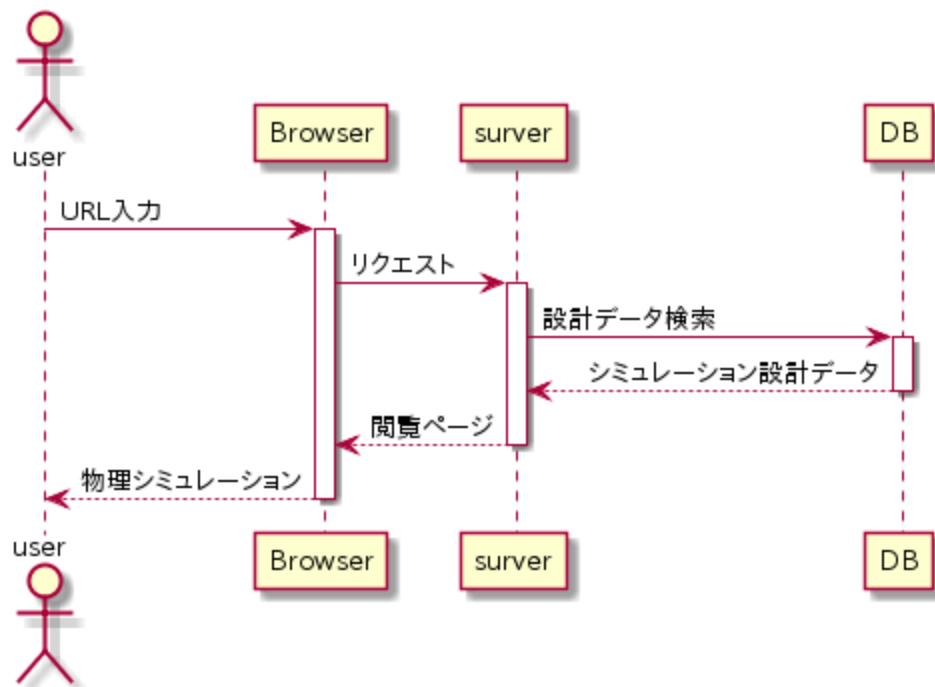 user
Browser
surver
DB
URL入力
リクエスト
設計データ検索
シミュレーション設計データ
閲覧ページ
物理シミュレーション
user
Browser
surver
DB